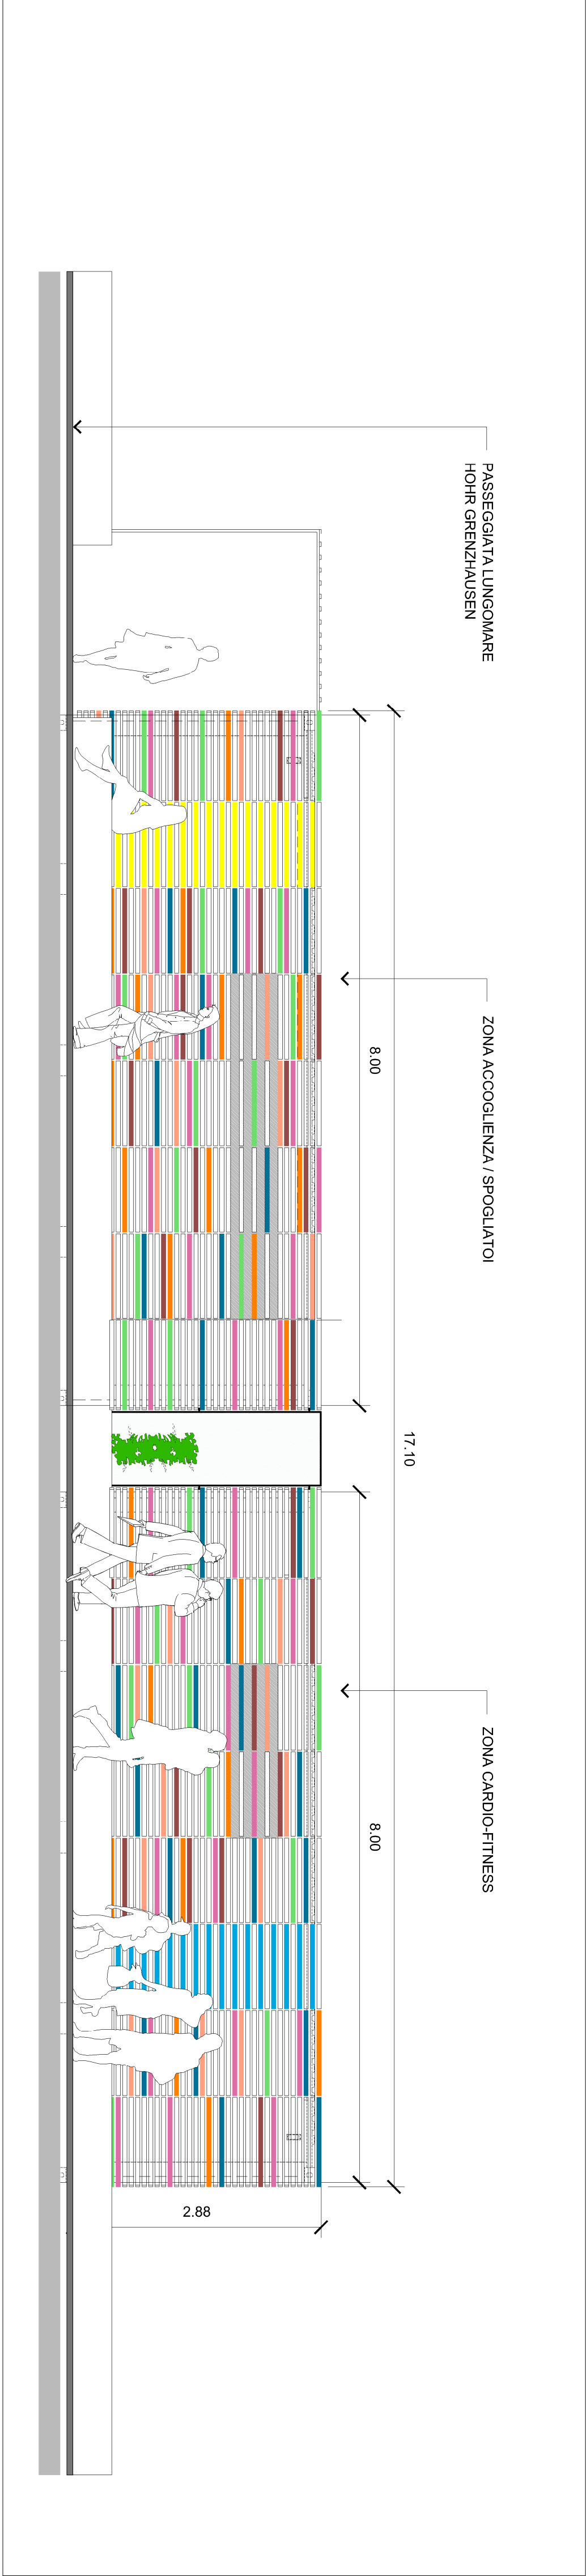 PASSEGGIATA LUNGOMARE
HOHR GRENZHAUSEN
ZONA ACCOGLIENZA / SPOGLIATOI
ZONA CARDIO-FITNESS
8.00
8.00
17.10
2.88